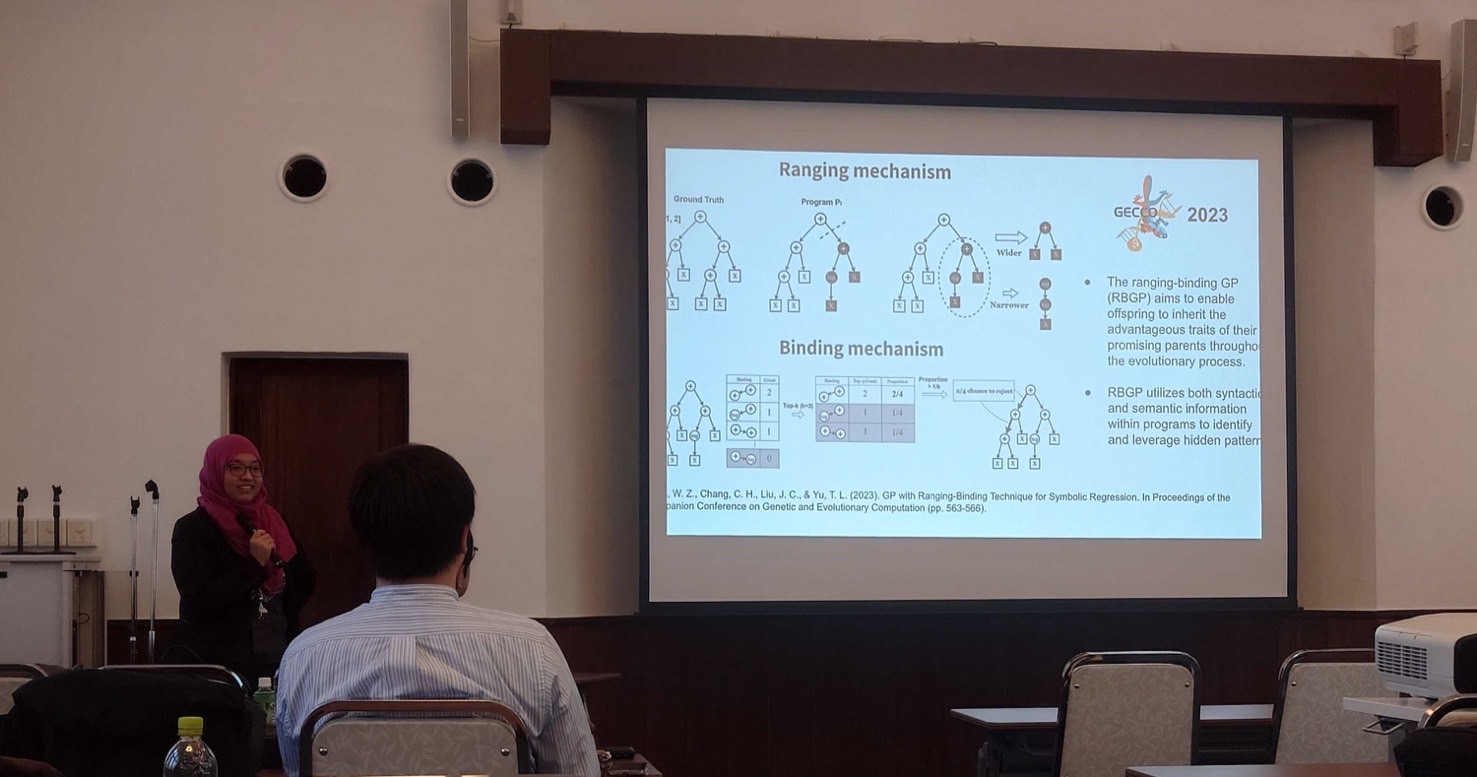 Ranging mechanism
Ground Truth
Program Pᵢ
1, 2]
Wider
Narrower
GECCO 2023
The ranging-binding GP
(RBGP) aims to enable
offspring to inherit the
advantageous traits of their
promising parents througho
the evolutionary process.
RBGP utilizes both syntactic
and semantic information
within programs to identify
and leverage hidden pattern
Binding mechanism
Binding Count
2
1
1
0
Top-k (k=3)
Binding Proportion
2 2/4
1 1/4
1 1/4
Proportion
> 1/k
2/4 chance to reject
. W. Z., Chang, C. H., Liu, J. C., & Yu, T. L. (2023). GP with Ranging-Binding Technique for Symbolic Regression. In Proceedings of the
panion Conference on Genetic and Evolutionary Computation (pp. 563-566).